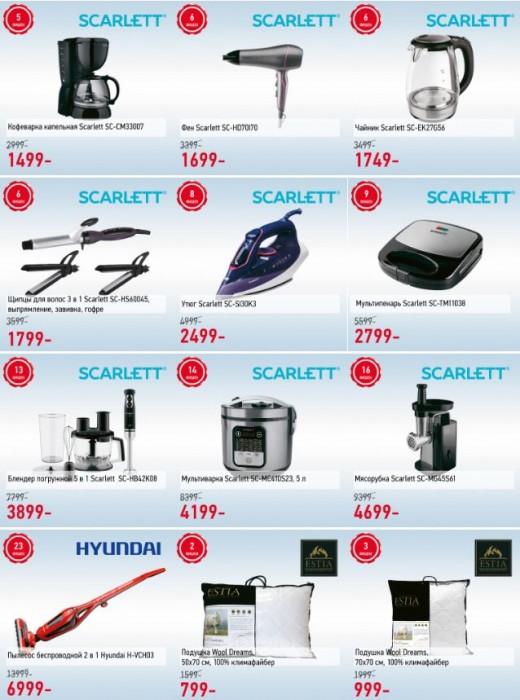 5
SCARLETT
Кофеварка капельная Scarlett SC-CM33007
2999-
1499-
6
SCARLETT
Фен Scarlett SC-HD70I70
3399-
1699-
6
SCARLETT
Чайник Scarlett SC-EK27G56
3499-
1749-
6
SCARLETT
Щипцы для волос 3 в 1 Scarlett SC-HS60045,
выпрямление, завивка, гофре
3599-
1799-
8
SCARLETT
Утюг Scarlett SC-SI30K3
4999-
2499-
9
SCARLETT
Мультипекарь Scarlett SC-TM11038
5599-
2799-
13
SCARLETT
Блендер погружной 5 в 1 Scarlett SC-HB42K08
7799-
3899-
14
SCARLETT
Мультиварка Scarlett SC-MC410S23, 5 л
8399-
4199-
16
SCARLETT
Мясорубка Scarlett SC-MG45S61
9399-
4699-
23
HYUNDAI
Пылесос беспроводной 2 в 1 Hyundai H-VCH03
13999-
6999-
2
ESTIA
ESTIA
Подушка Wool Dreams,
50x70 см, 100% климафайбер
1599-
799-
3
ESTIA
ESTIA
Подушка Wool Dreams,
70x70 см, 100% климафайбер
1999-
999-